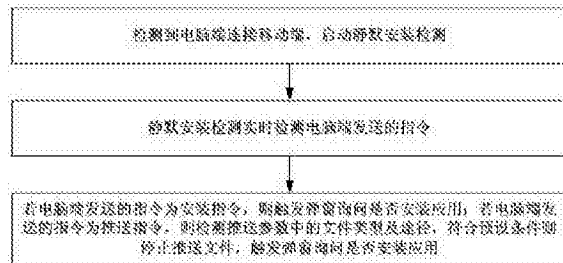 检测到电脑端连接移动端，启动静默安装检测
静默安装检测实时检测电脑端发送的指令
若电脑端发送的指令为安装指令，则触发弹窗询问是否安装应用；若电脑端发
送的指令为推送指令，则检测推送参数中的文件类型及途径，符合预设条件则
停止推送文件，触发弹窗询问是否安装应用